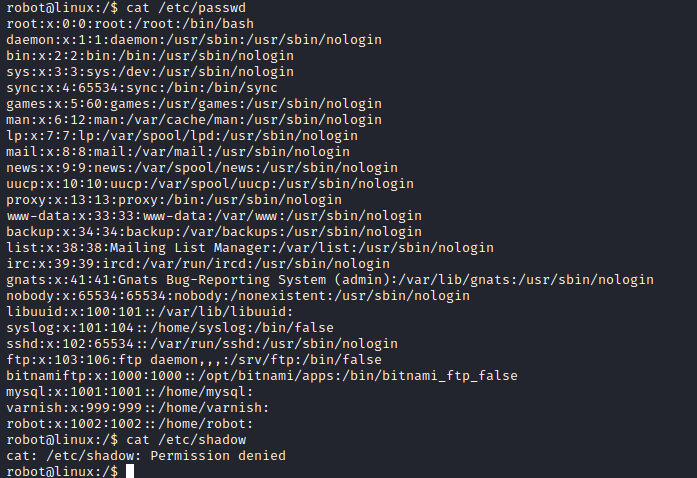 robot@linux:/$ cat /etc/passwd
root:x:0:0:root:/root:/bin/bash
daemon:x:1:1:daemon:/usr/sbin:/usr/sbin/nologin
bin:x:2:2:bin:/bin:/usr/sbin/nologin
sys:x:3:3:sys:/dev:/usr/sbin/nologin
sync:x:4:65534:sync:/bin:/bin/sync
games:x:5:60:games:/usr/games:/usr/sbin/nologin
man:x:6:12:man:/var/cache/man:/usr/sbin/nologin
lp:x:7:7:lp:/var/spool/lpd:/usr/sbin/nologin
mail:x:8:8:mail:/var/mail:/usr/sbin/nologin
news:x:9:9:news:/var/spool/news:/usr/sbin/nologin
uucp:x:10:10:uucp:/var/spool/uucp:/usr/sbin/nologin
proxy:x:13:13:proxy:/bin:/usr/sbin/nologin
www-data:x:33:33:www-data:/var/www:/usr/sbin/nologin
backup:x:34:34:backup:/var/backups:/usr/sbin/nologin
list:x:38:38:Mailing List Manager:/var/list:/usr/sbin/nologin
irc:x:39:39:ircd:/var/run/ircd:/usr/sbin/nologin
gnats:x:41:41:Gnats Bug-Reporting System (admin):/var/lib/gnats:/usr/sbin/nologin
nobody:x:65534:65534:nobody:/nonexistent:/usr/sbin/nologin
libuuid:x:100:101::/var/lib/libuuid:
syslog:x:101:104::/home/syslog:/bin/false
sshd:x:102:65534::/var/run/sshd:/usr/sbin/nologin
ftp:x:103:106:ftp daemon,,,:/srv/ftp:/bin/false
bitnamiftp:x:1000:1000::/opt/bitnami/apps:/bin/bitnami_ftp_false
mysql:x:1001:1001::/home/mysql:
varnish:x:999:999::/home/varnish:
robot:x:1002:1002::/home/robot:
robot@linux:/$ cat /etc/shadow
cat: /etc/shadow: Permission denied
robot@linux:/$